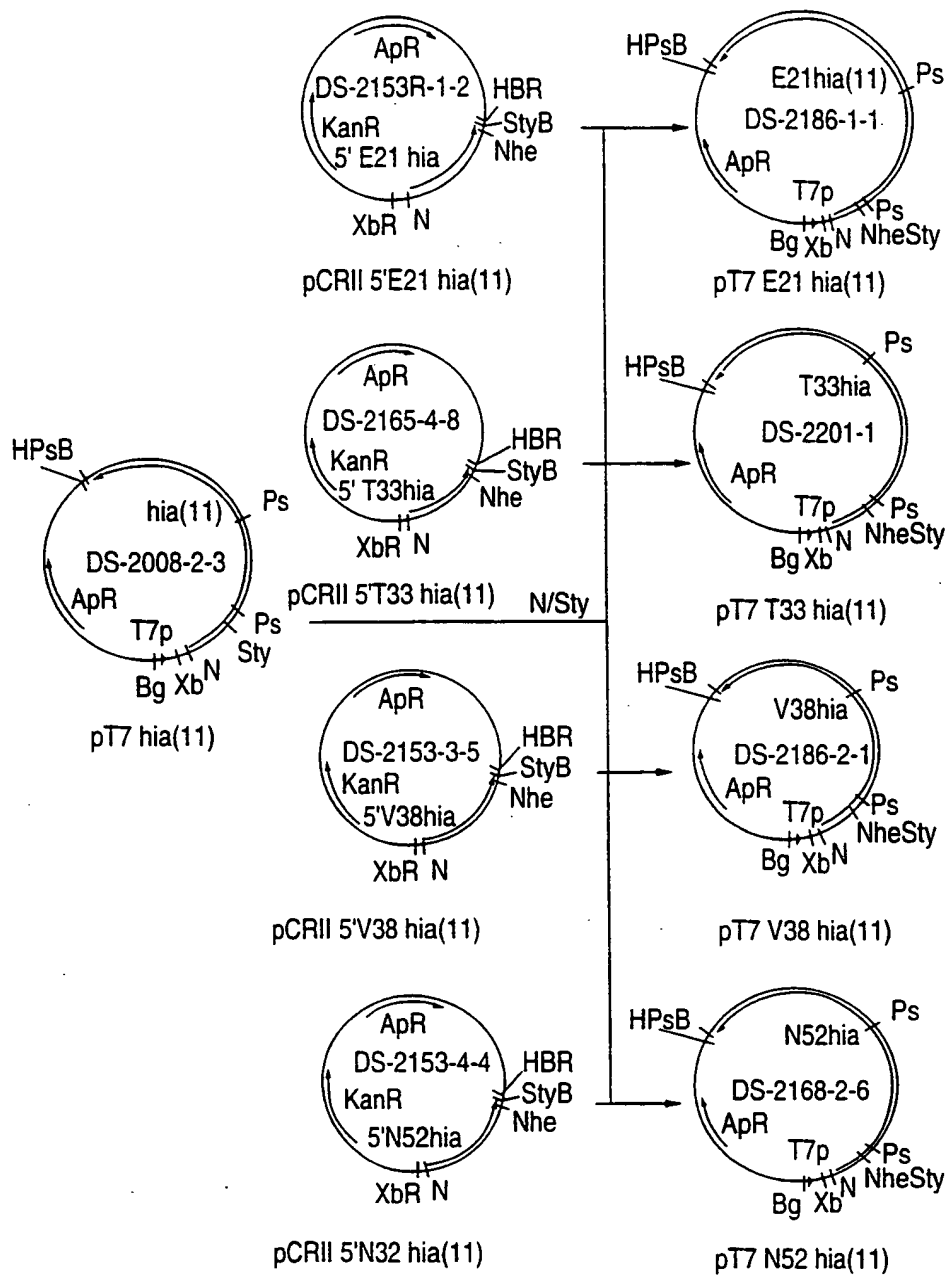 ApR
DS-2153R-1-2
KanR
5' E21 hia
HBR
StyB
Nhe
XbR
N
pCRII 5'E21 hia(11)
HPsB
E21hia(11)
Ps
DS-2186-1-1
ApR
T7p
Ps
NheSty
Bg
Xb
N
pT7 E21 hia(11)
ApR
DS-2165-4-8
KanR
5' T33hia
HBR
StyB
Nhe
XbR
N
pCRII 5'T33 hia(11)
HPsB
T33hia
Ps
DS-2201-1
ApR
T7p
Ps
NheSty
Bg
Xb
N
pT7 T33 hia(11)
HPsB
hia(11)
Ps
DS-2008-2-3
ApR
T7p
Ps
Sty
Bg
Xb
N
pT7 hia(11)
N/Sty
ApR
DS-2153-3-5
KanR
5'V38hia
HBR
StyB
Nhe
XbR
N
pCRII 5'V38 hia(11)
HPsB
V38hia
Ps
DS-2186-2-1
ApR
T7p
Ps
NheSty
Bg
Xb
N
pT7 V38 hia(11)
ApR
DS-2153-4-4
KanR
5'N52hia
HBR
StyB
Nhe
XbR
N
pCRII 5'N32 hia(11)
HPsB
N52hia
Ps
DS-2168-2-6
ApR
T7p
Ps
NheSty
Bg
Xb
N
pT7 N52 hia(11)